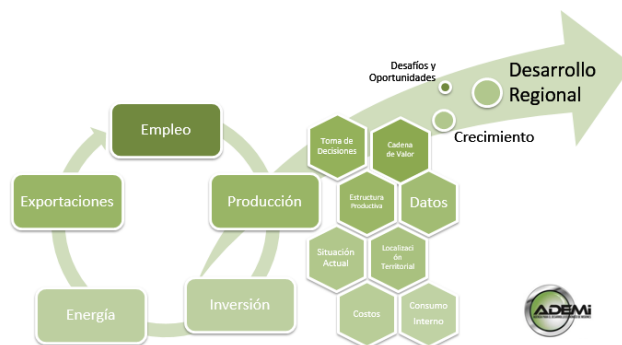 Desafíos y
Oportunidades
Desarrollo
Regional
Crecimiento
Empleo
Exportaciones
Producción
Energía
Inversión
Toma de
Decisiones
Cadena
de Valor
Estructura
Productiva
Datos
Situación
Actual
Localizaci
ón
Territorial
Costos
Consumo
Interno
ADEMI